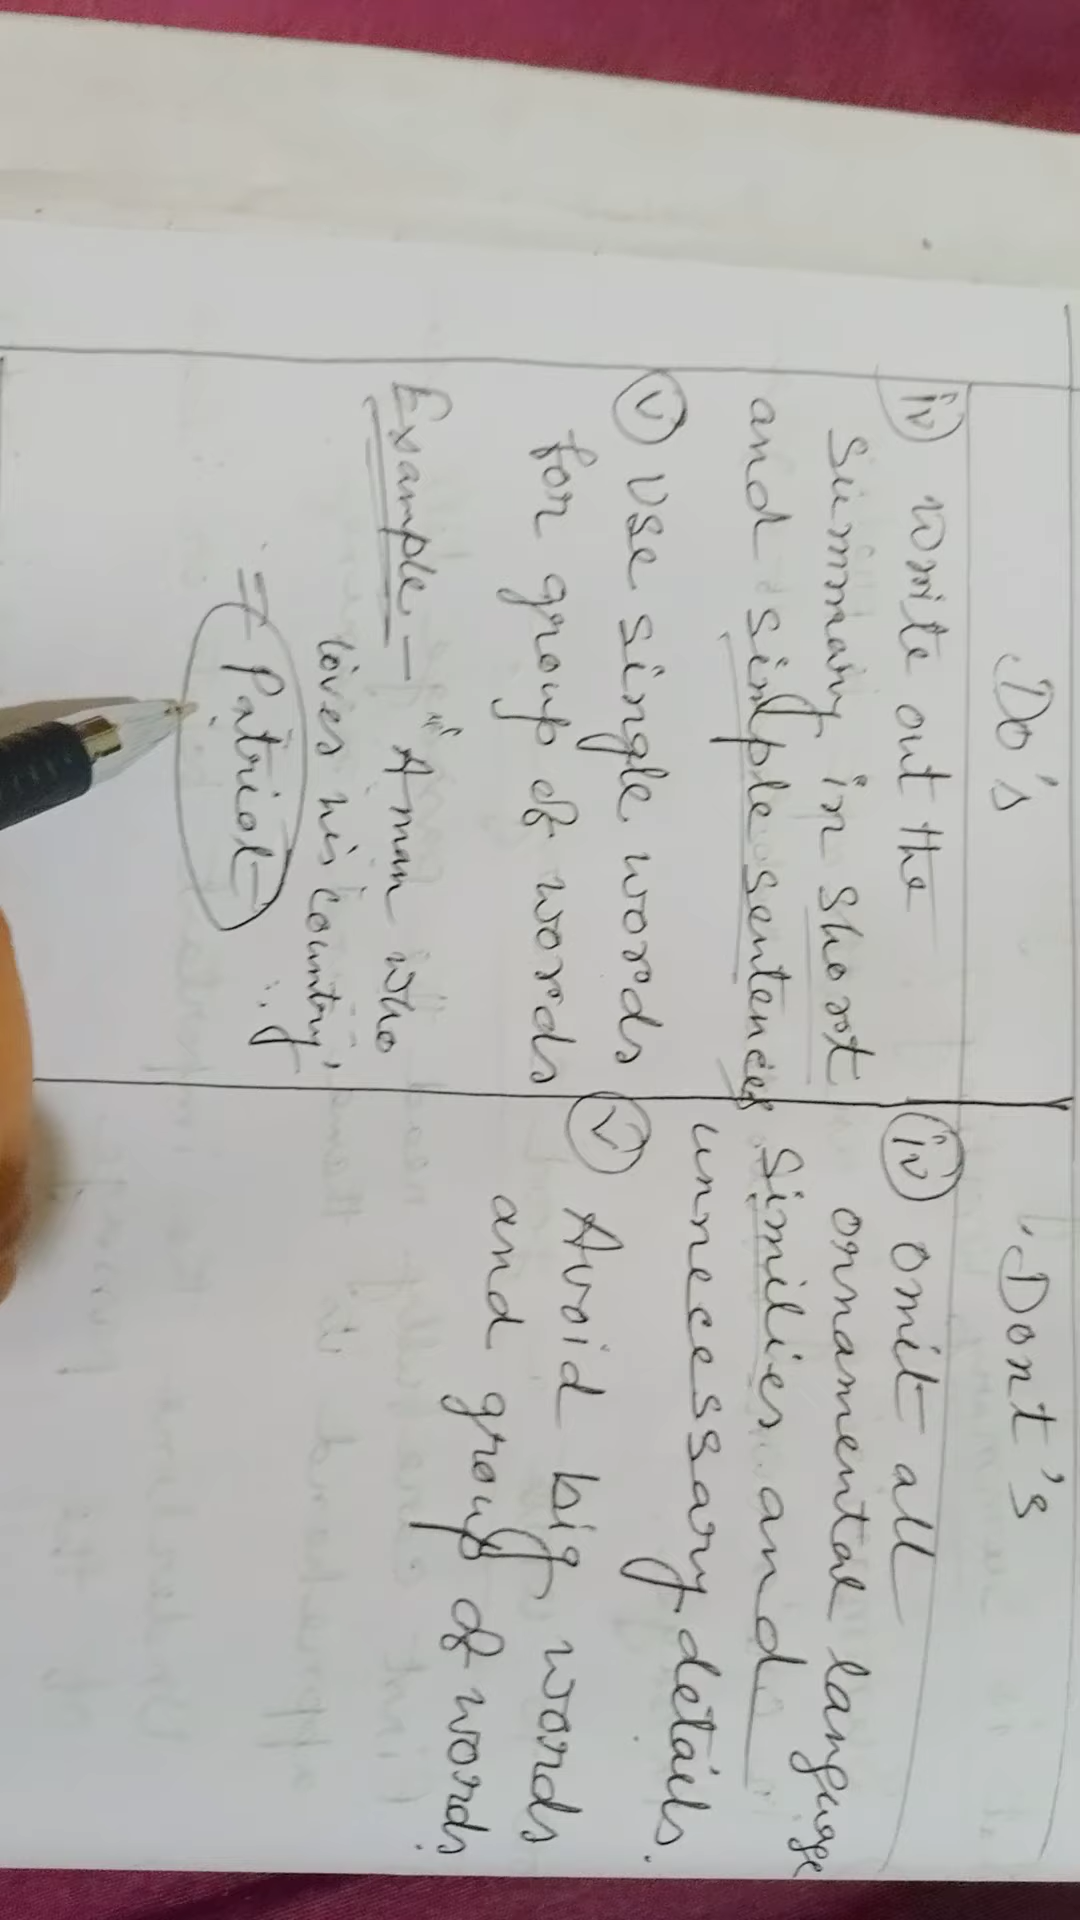 Do's
iv) write out the
summary in short
and simple sentences
v) Use single words
for group of words
Example - "A man who
loves his country,
= Patriot
Dont's
iv) omit all
ornamental language
Similies and
unnecessary details.
v) Avoid big words
and group of words